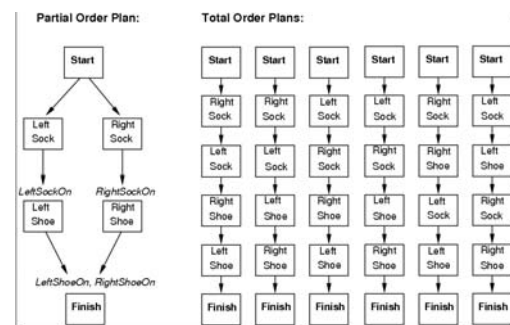 Partial Order Plan:
Start
Left
Sock
Right
Sock
LeftSockOn
RightSockOn
Left
Shoe
Right
Shoe
LeftShoeOn, RightShoeOn
Finish
Total Order Plans:
Start
Right
Sock
Left
Sock
Right
Shoe
Left
Shoe
Finish
Start
Right
Sock
Left
Sock
Left
Shoe
Right
Shoe
Finish
Start
Left
Sock
Right
Sock
Right
Shoe
Left
Shoe
Finish
Start
Left
Sock
Right
Sock
Left
Shoe
Right
Shoe
Finish
Start
Right
Sock
Right
Shoe
Left
Sock
Left
Shoe
Finish
Start
Left
Sock
Left
Shoe
Right
Sock
Right
Shoe
Finish